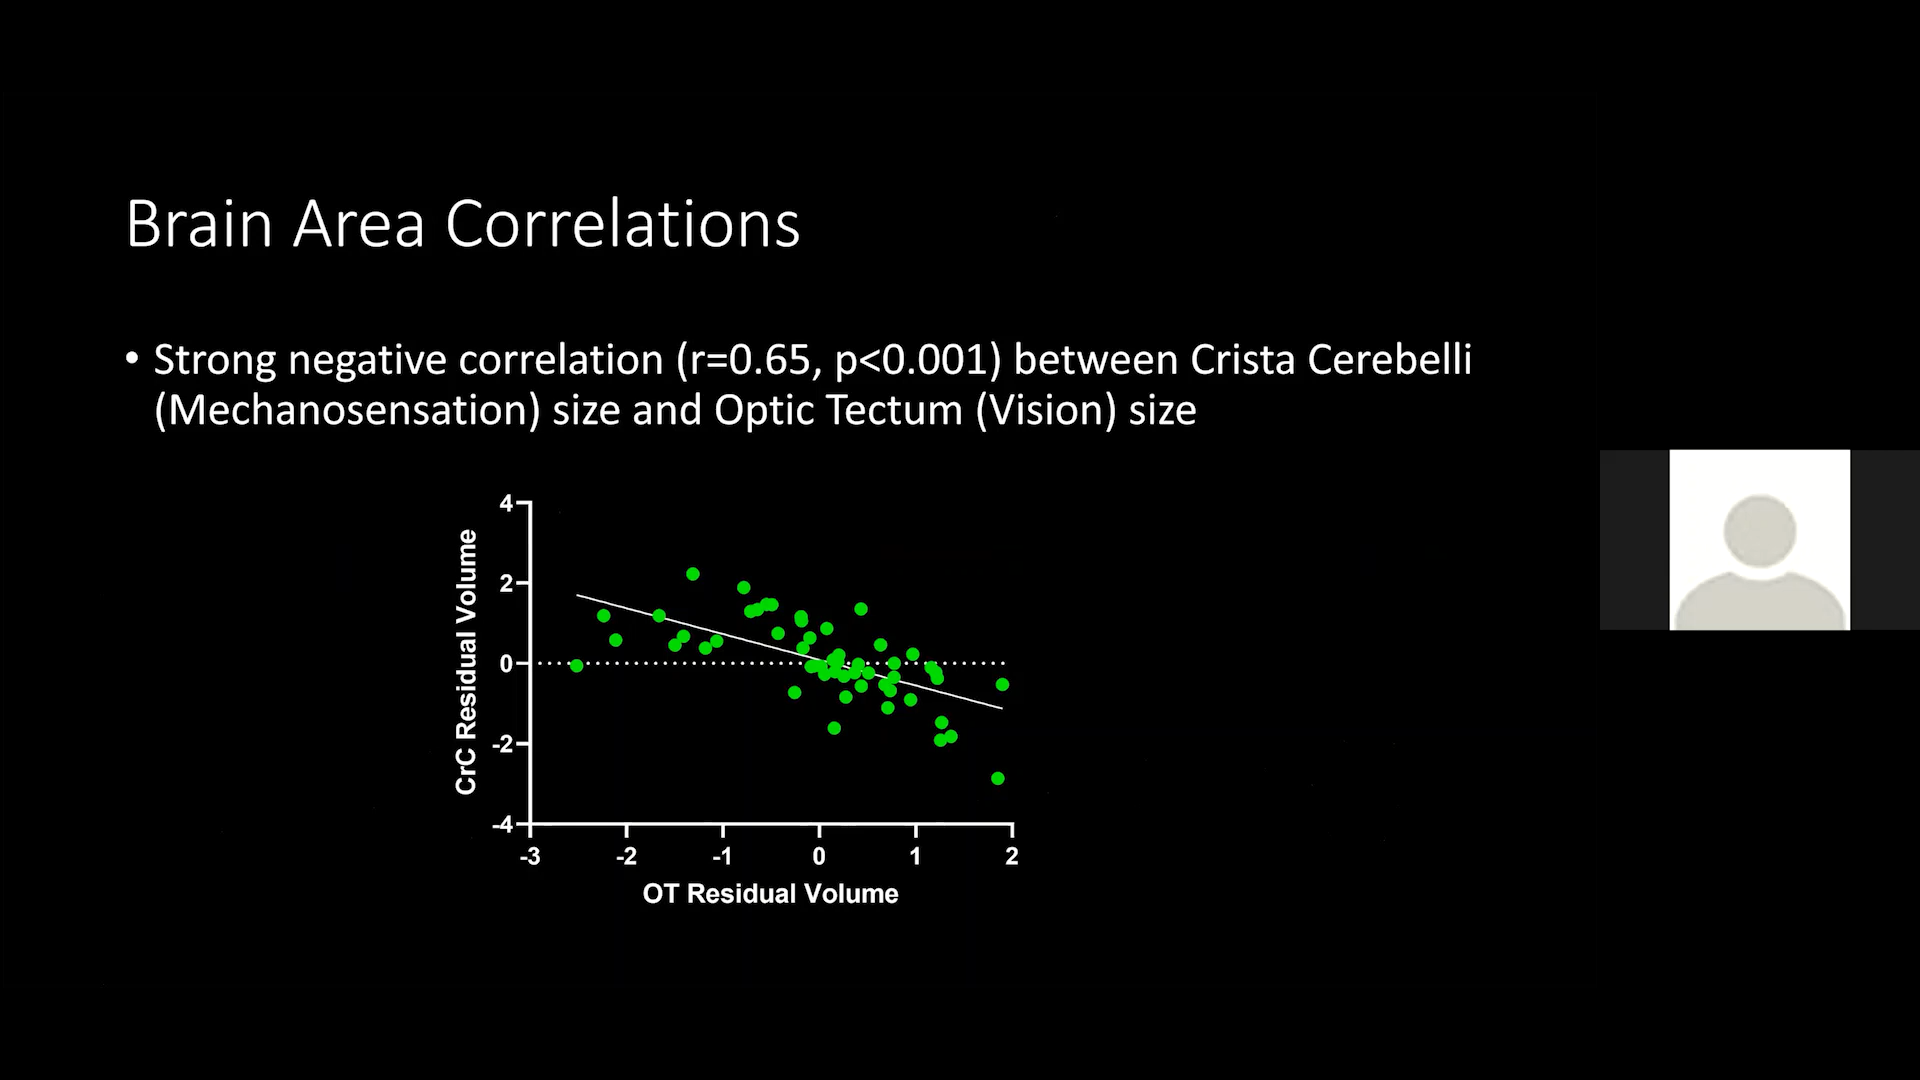 Brain Area Correlations
• Strong negative correlation (r=0.65, p<0.001) between Crista Cerebelli
(Mechanosensation) size and Optic Tectum (Vision) size
4
2
0
-2
-4
CrC Residual Volume
-3 -2 -1 0 1 2
OT Residual Volume